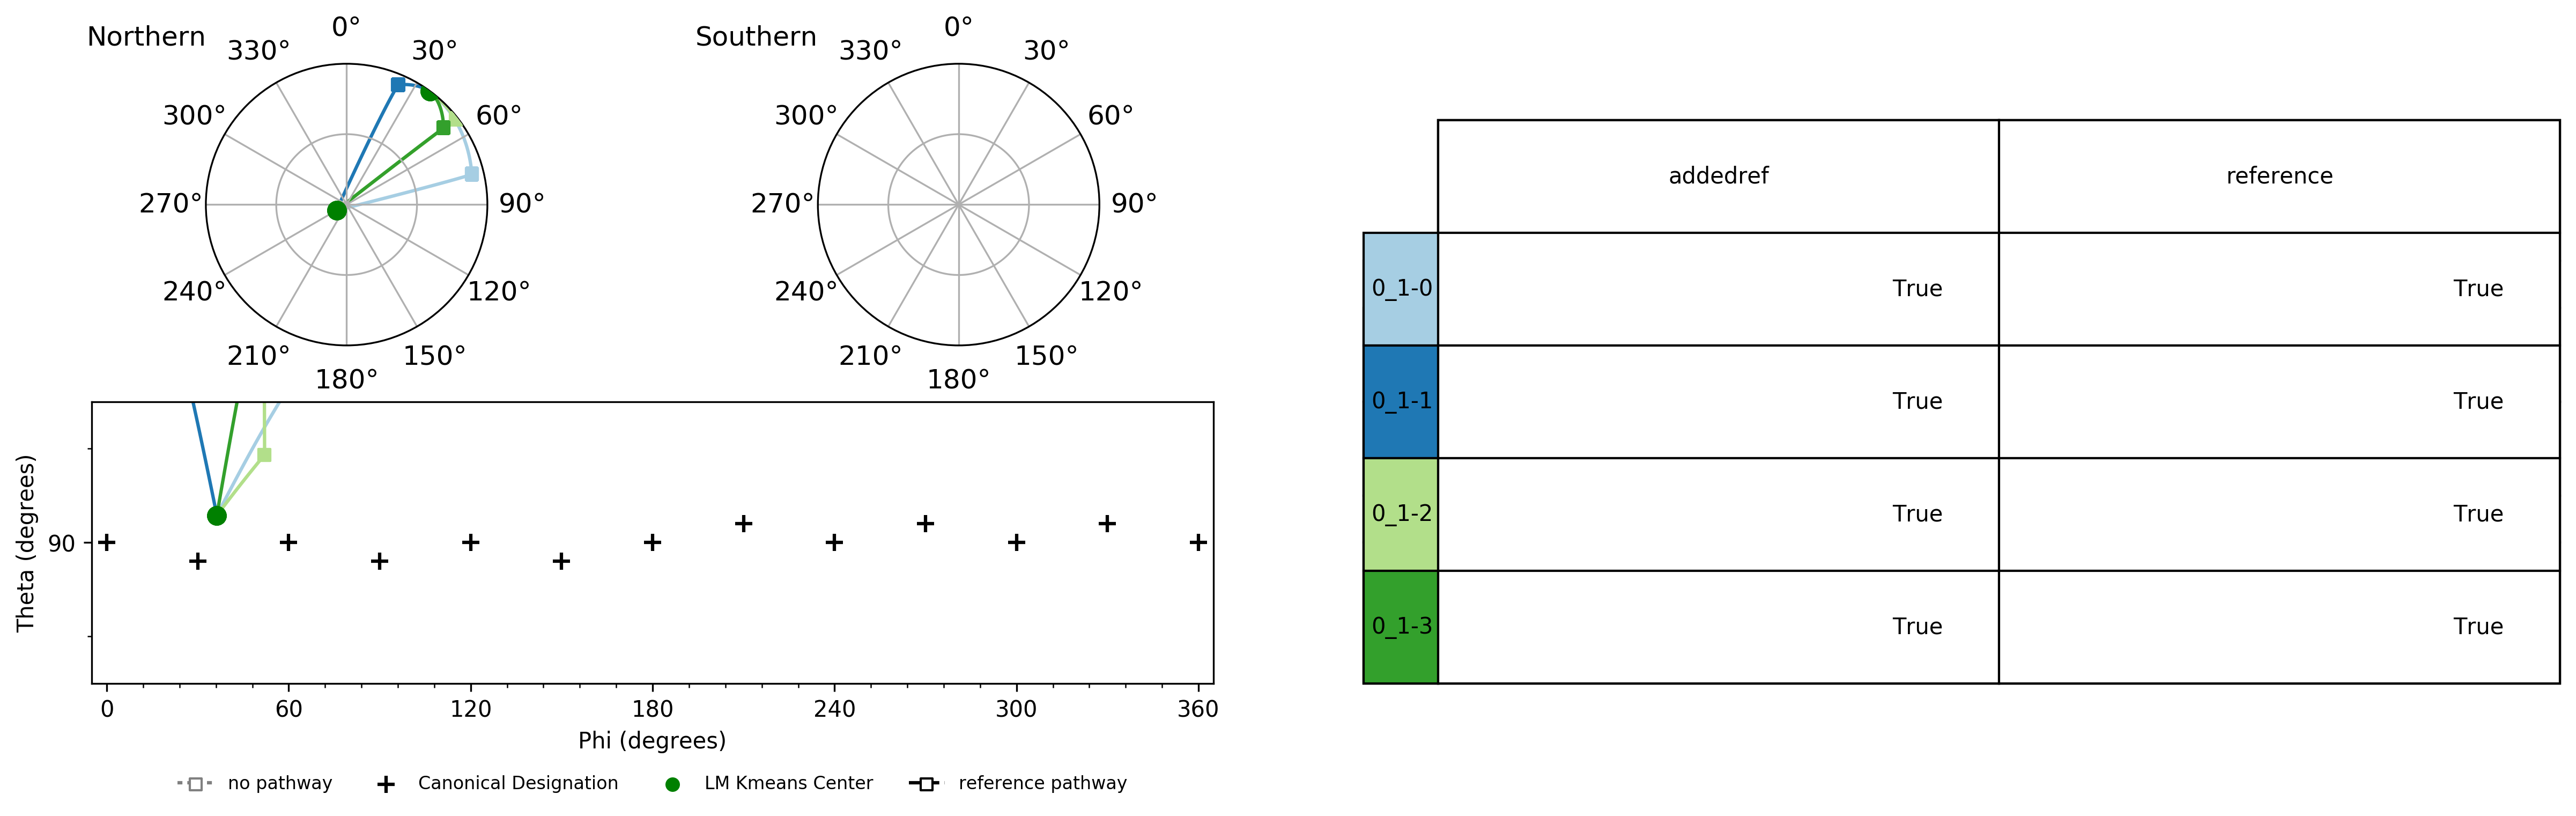 Northern
0°
30°
60°
90°
120°
150°
180°
210°
240°
270°
300°
330°
Southern
0°
30°
60°
90°
120°
150°
180°
210°
240°
270°
300°
330°
Theta (degrees)
90
0 60 120 180 240 300 360
Phi (degrees)
no pathway Canonical Designation LM Kmeans Center reference pathway
addedref reference
0_1-0 True True
0_1-1 True True
0_1-2 True True
0_1-3 True True